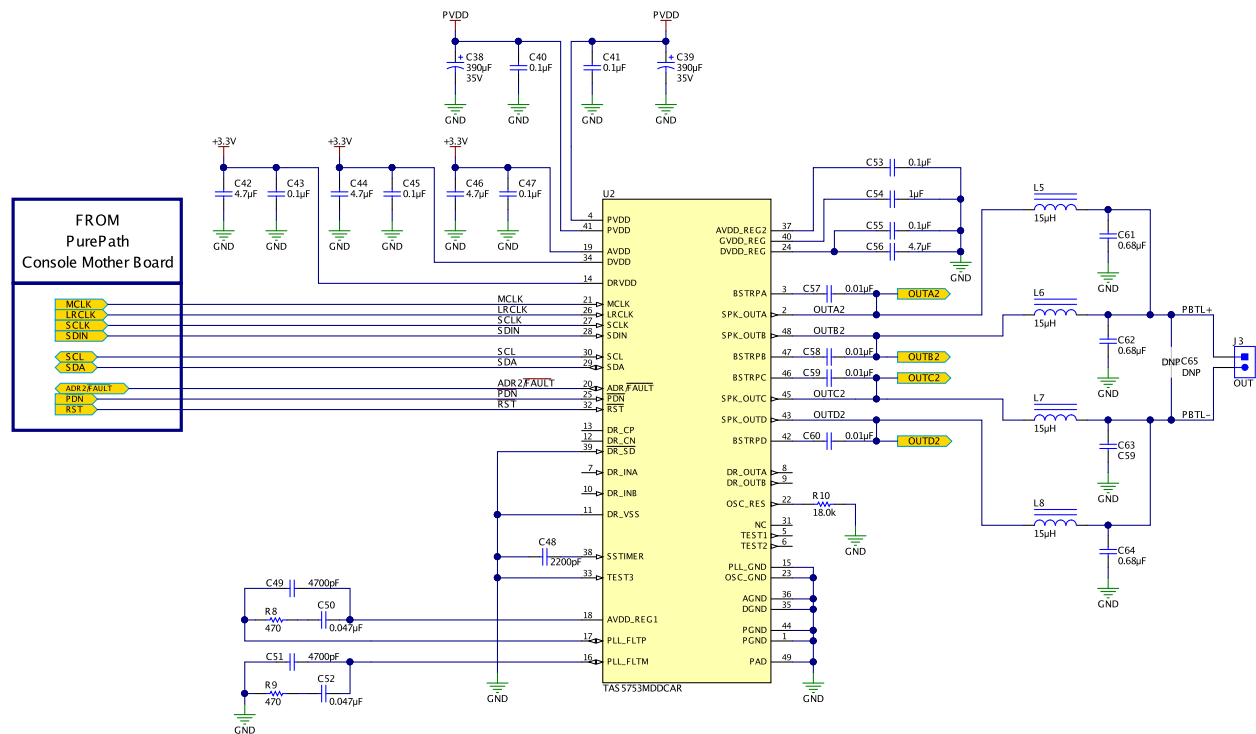 PVDD
PVDD
C38
390µF
35V
C40
0.1µF
C41
0.1µF
C39
390µF
35V
GND
GND
GND
GND
+3.3V
+3.3V
+3.3V
C42
4.7µF
C43
0.1µF
C44
4.7µF
C45
0.1µF
C46
4.7µF
C47
0.1µF
GND
GND
GND
GND
GND
GND
FROM
PurePath
Console Mother Board
MCLK
LRCLK
SCLK
SDIN
SCL
SDA
ADR2/FAULT
PDN
RST
MCLK
LRCLK
SCLK
SDIN
SCL
SDA
ADR2/FAULT
PDN
RST
U2
4 PVDD
41 PVDD
19 AVDD
34 DVDD
14 DRVDD
21 MCLK
26 LRCLK
27 SCLK
28 SDIN
30 SCL
29 SDA
20 ADR/FAULT
25 PDN
32 RST
13 DR_CP
12 DR_CN
39 DR_SD
7 DR_INA
10 DR_INB
11 DR_VSS
38 SSTIMER
33 TEST3
18 AVDD_REG1
17 PLL_FLTP
16 PLL_FLTM
TAS5753MDDCAR
AVDD_REG2 37
GVDD_REG 40
DVDD_REG 24
BSTRPA 3
SPK_OUTA 2
SPK_OUTB 48
BSTRPB 47
BSTRPC 46
SPK_OUTC 45
SPK_OUTD 43
BSTRPD 42
DR_OUTA 8
DR_OUTB 9
OSC_RES 22
NC 31
TEST1 5
TEST2 6
PLL_GND 15
OSC_GND 23
AGND 36
DGND 35
PGND 44
PGND 1
PAD 49
C48
2200pF
C49 4700pF
R8
470
C50
0.047µF
C51 4700pF
R9
470
C52
0.047µF
GND
GND
GND
C53 0.1µF
C54 1µF
C55 0.1µF
C56 4.7µF
GND
C57 0.01µF
OUTA2
OUTA2
OUTB2
C58 0.01µF
OUTB2
C59 0.01µF
OUTC2
OUTC2
OUTD2
C60 0.01µF
OUTD2
R10
18.0k
GND
L5
15µH
C61
0.68µF
GND
L6
15µH
C62
0.68µF
GND
L7
15µH
C63
C59
GND
L8
15µH
C64
0.68µF
GND
PBTL+
DNP
C65
DNP
PBTL-
J3
OUT